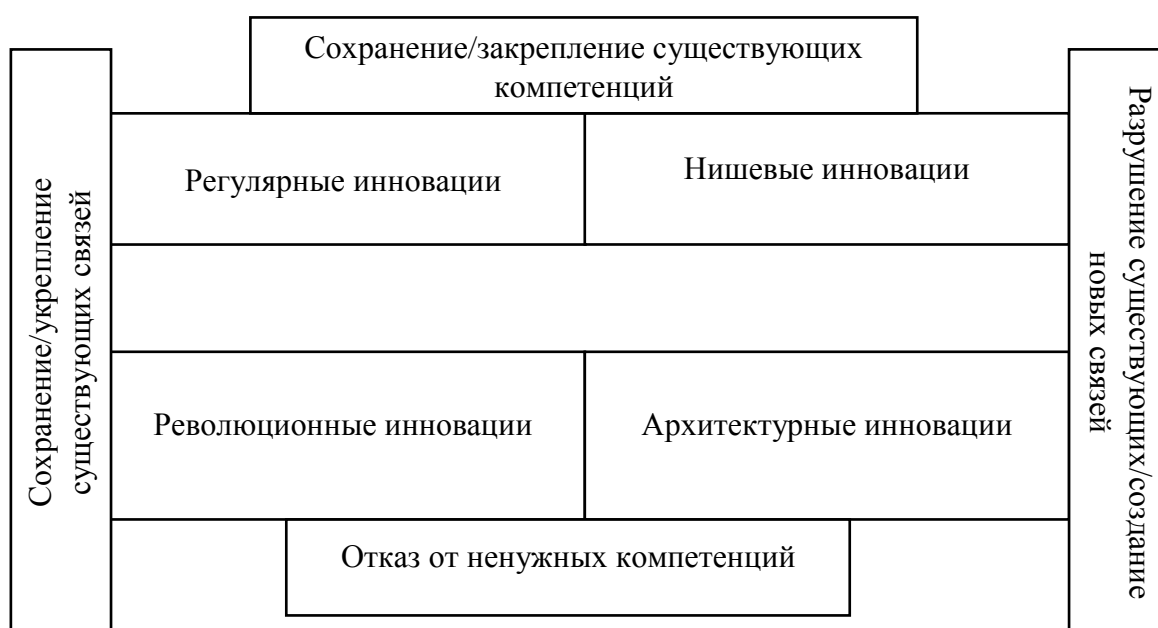 Сохранение/закрепление существующих
компетенций
Сохранение/укрепление
существующих связей
Регулярные инновации
Нишевые инновации
Революционные инновации
Архитектурные инновации
Отказ от ненужных компетенций
Разрушение существующих/создание
новых связей